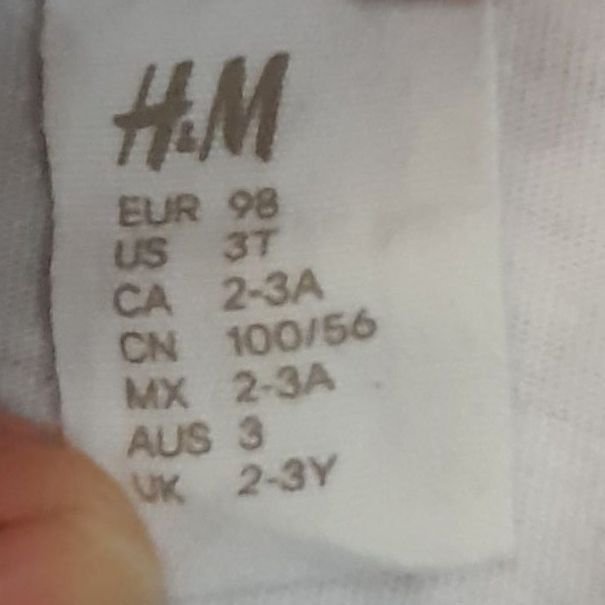 H&M
EUR 98
US 3T
CA 2-3A
CN 100/56
MX 2-3A
AUS 3
UK 2-3Y